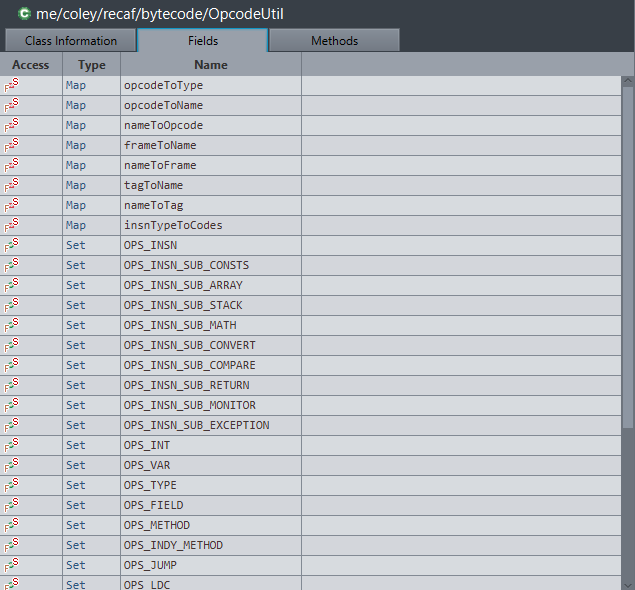 me/coley/recaf/bytecode/OpcodeUtil
Class Information Fields Methods
Access Type Name
Map opcodeToType
Map opcodeToName
Map nameToOpcode
Map frameToName
Map nameToFrame
Map tagToName
Map nameToTag
Map insnTypeToCodes
Set OPS_INSN
Set OPS_INSN_SUB_CONSTS
Set OPS_INSN_SUB_ARRAY
Set OPS_INSN_SUB_STACK
Set OPS_INSN_SUB_MATH
Set OPS_INSN_SUB_CONVERT
Set OPS_INSN_SUB_COMPARE
Set OPS_INSN_SUB_RETURN
Set OPS_INSN_SUB_MONITOR
Set OPS_INSN_SUB_EXCEPTION
Set OPS_INT
Set OPS_VAR
Set OPS_TYPE
Set OPS_FIELD
Set OPS_METHOD
Set OPS_INDY_METHOD
Set OPS_JUMP
Set OPS_LDC